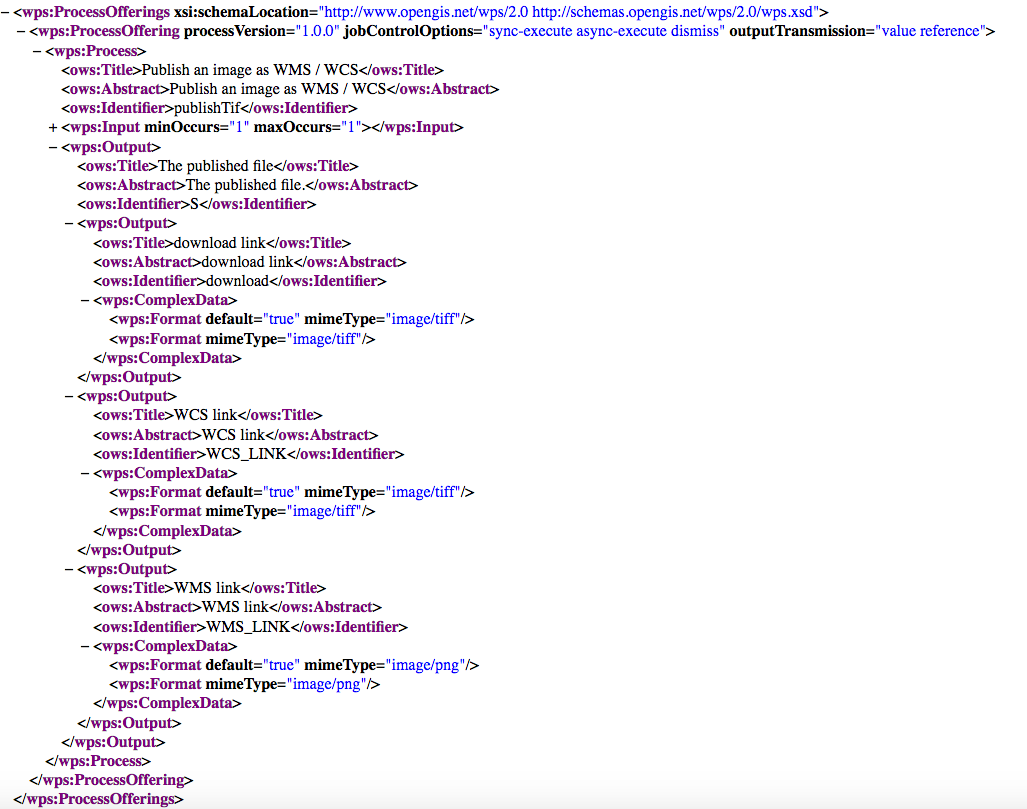 − <wps:ProcessOfferings xsi:schemaLocation="http://www.opengis.net/wps/2.0 http://schemas.opengis.net/wps/2.0/wps.xsd">
− <wps:ProcessOffering processVersion="1.0.0" jobControlOptions="sync-execute async-execute dismiss" outputTransmission="value reference">
− <wps:Process>
<ows:Title>Publish an image as WMS / WCS</ows:Title>
<ows:Abstract>Publish an image as WMS / WCS</ows:Abstract>
<ows:Identifier>publishTif</ows:Identifier>
+ <wps:Input minOccurs="1" maxOccurs="1"></wps:Input>
− <wps:Output>
<ows:Title>The published file</ows:Title>
<ows:Abstract>The published file.</ows:Abstract>
<ows:Identifier>S</ows:Identifier>
− <wps:Output>
<ows:Title>download link</ows:Title>
<ows:Abstract>download link</ows:Abstract>
<ows:Identifier>download</ows:Identifier>
− <wps:ComplexData>
<wps:Format default="true" mimeType="image/tiff"/>
<wps:Format mimeType="image/tiff"/>
</wps:ComplexData>
</wps:Output>
− <wps:Output>
<ows:Title>WCS link</ows:Title>
<ows:Abstract>WCS link</ows:Abstract>
<ows:Identifier>WCS_LINK</ows:Identifier>
− <wps:ComplexData>
<wps:Format default="true" mimeType="image/tiff"/>
<wps:Format mimeType="image/tiff"/>
</wps:ComplexData>
</wps:Output>
− <wps:Output>
<ows:Title>WMS link</ows:Title>
<ows:Abstract>WMS link</ows:Abstract>
<ows:Identifier>WMS_LINK</ows:Identifier>
− <wps:ComplexData>
<wps:Format default="true" mimeType="image/png"/>
<wps:Format mimeType="image/png"/>
</wps:ComplexData>
</wps:Output>
</wps:Output>
</wps:Process>
</wps:ProcessOffering>
</wps:ProcessOfferings>